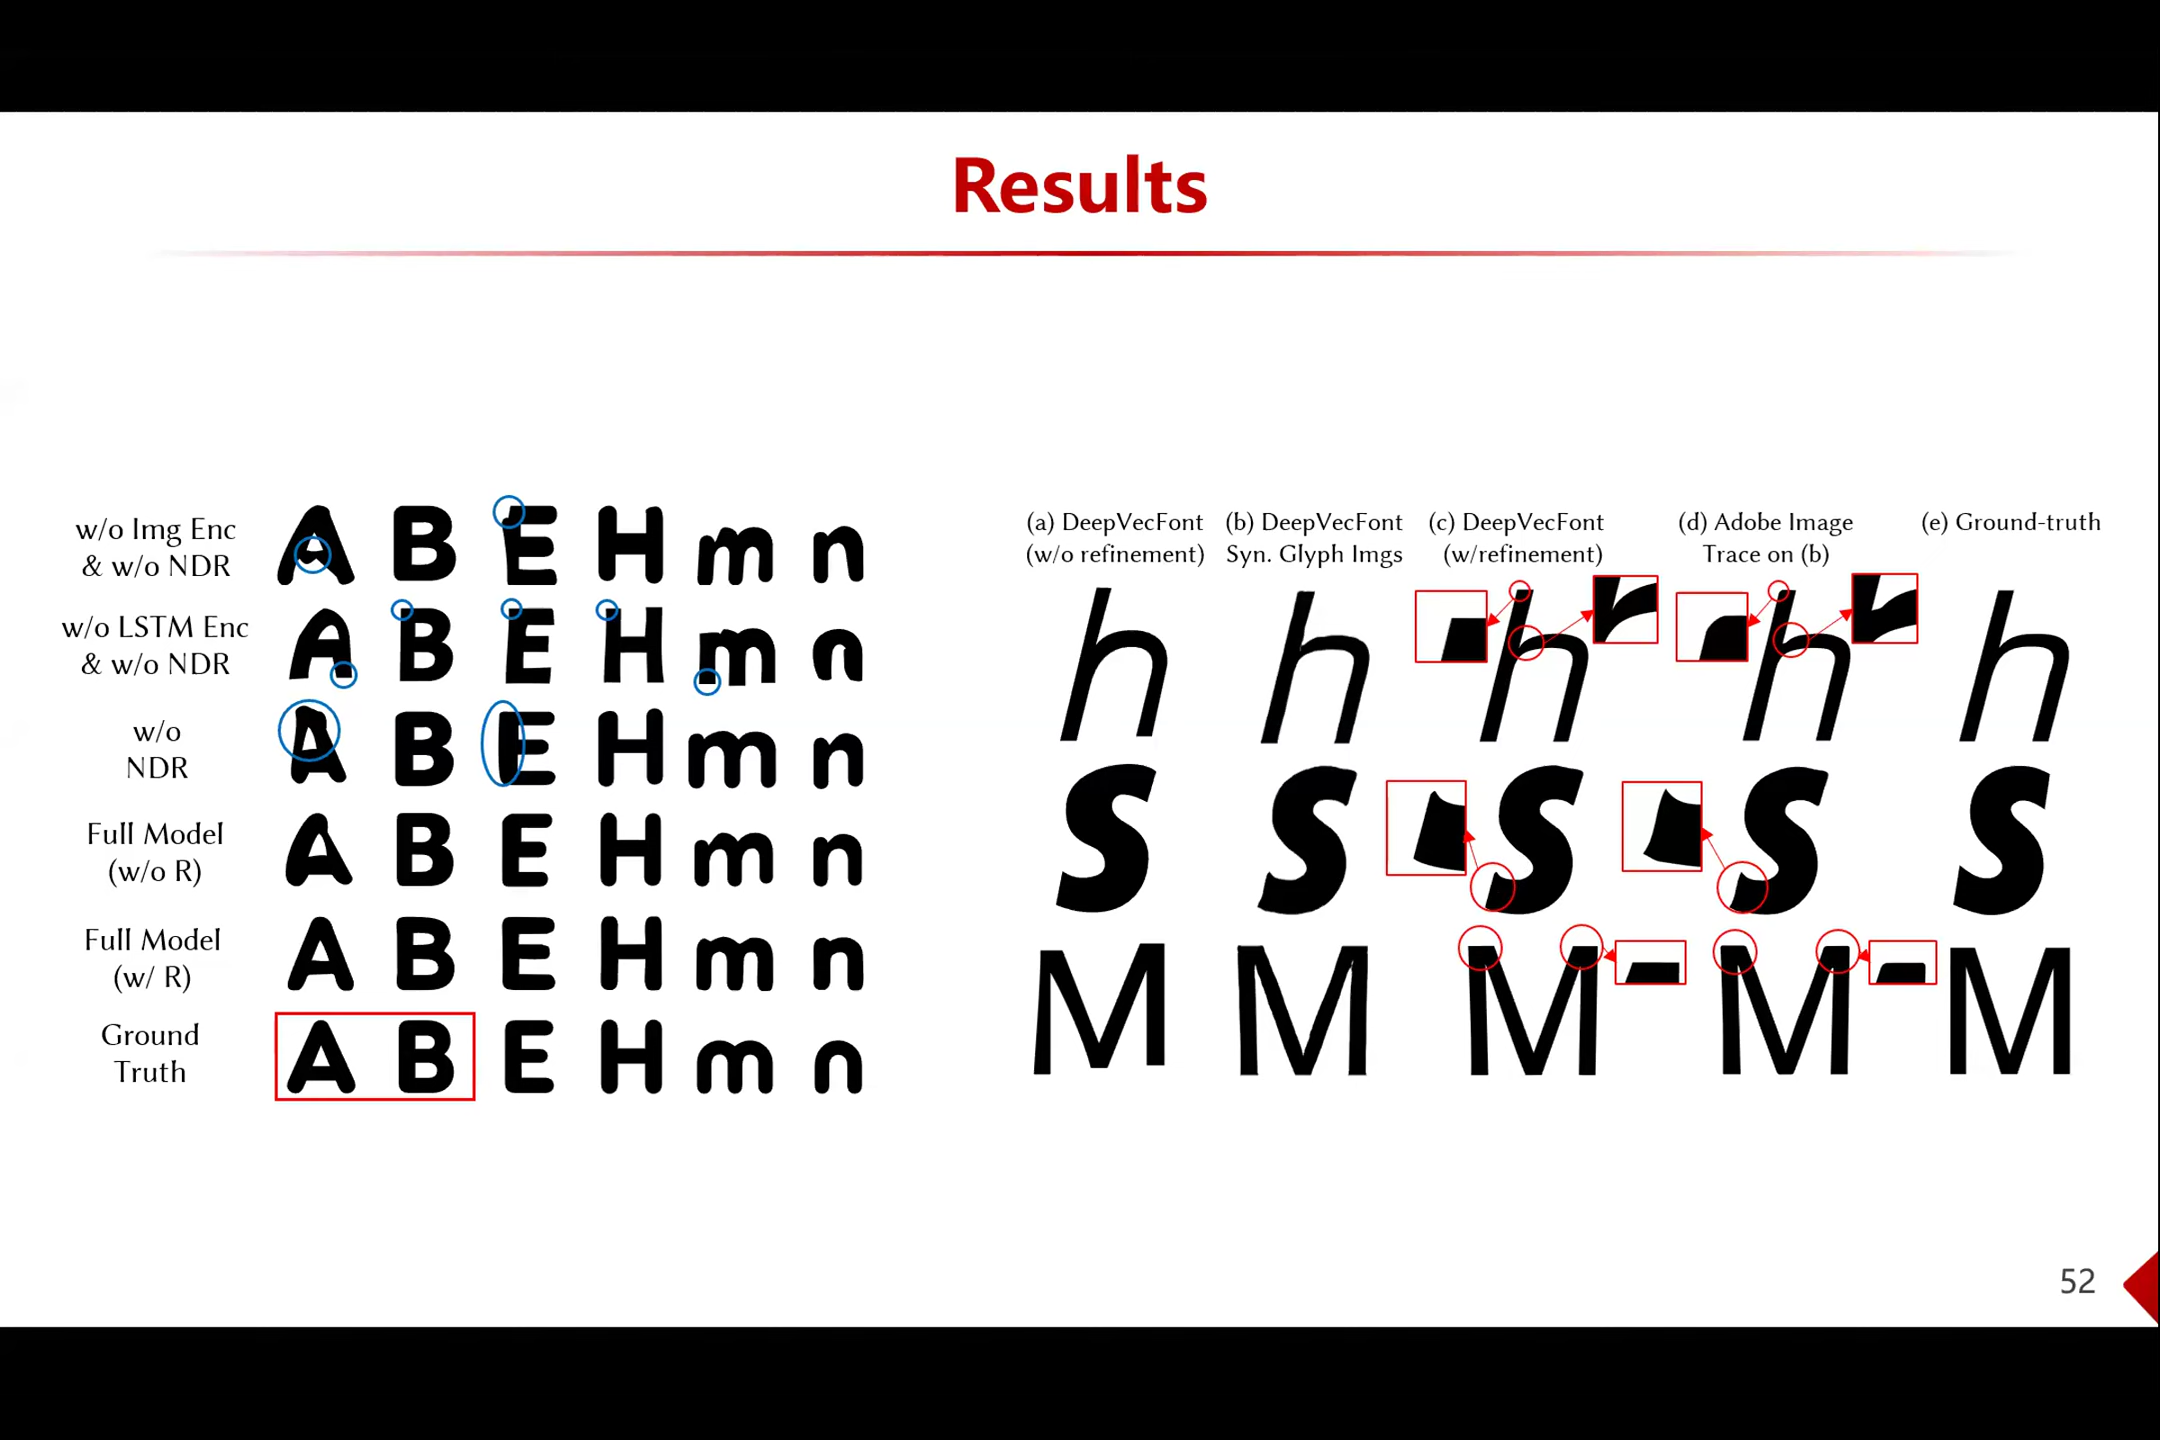 Results
w/o Img Enc
& w/o NDR
A B E H m n
w/o LSTM Enc
& w/o NDR
A B E H m n
w/o
NDR
A B E H m n
Full Model
(w/o R)
A B E H m n
Full Model
(w/ R)
A B E H m n
Ground
Truth
A B E H m n
(a) DeepVecFont
(w/o refinement)
(b) DeepVecFont
Syn. Glyph Imgs
(c) DeepVecFont
(w/refinement)
(d) Adobe Image
Trace on (b)
(e) Ground-truth
h h h h h
S S S S S
M M M M M
52